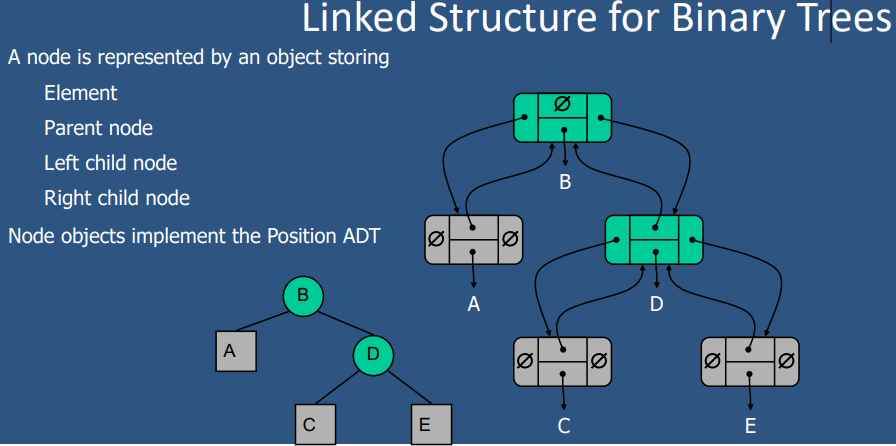 Linked Structure for Binary Trees
A node is represented by an object storing
Element
Parent node
Left child node
Right child node
Node objects implement the Position ADT
∅
B
∅ ∅
A
D
∅ ∅
∅ ∅
C
E
B
A
D
C
E